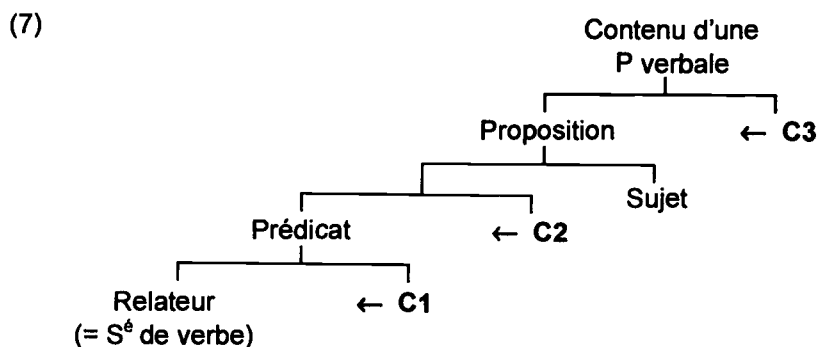 (7)
Contenu d'une
P verbale
Proposition
← C3
Sujet
Prédicat
← C2
Relateur
← C1
(= Sé de verbe)